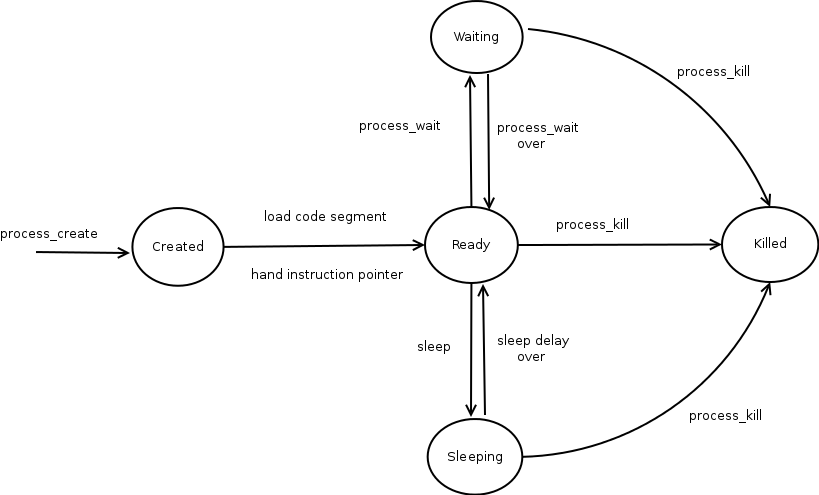 Waiting
process_kill
process_wait
process_wait
over
process_create
Created
load code segment
hand instruction pointer
Ready
process_kill
Killed
sleep
sleep delay
over
process_kill
Sleeping